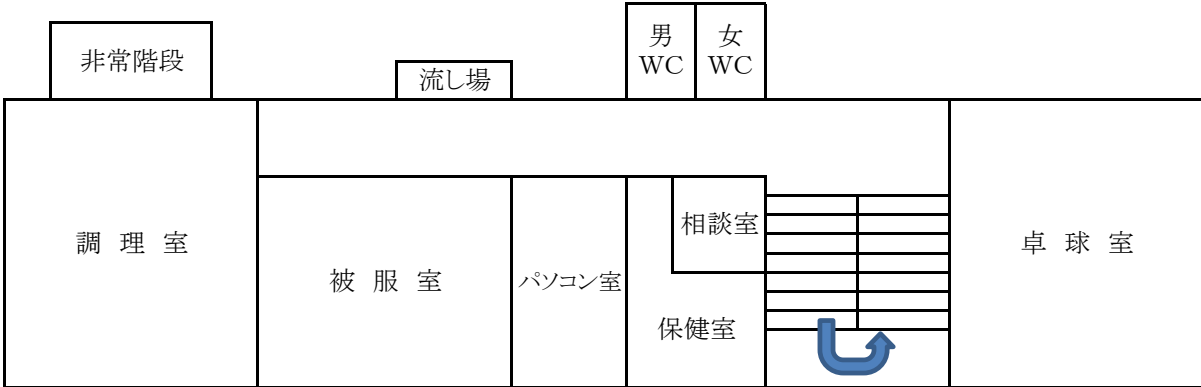 非常階段
流し場
男
WC
女
WC
調 理 室
被 服 室
パソコン室
相談室
保健室
卓 球 室